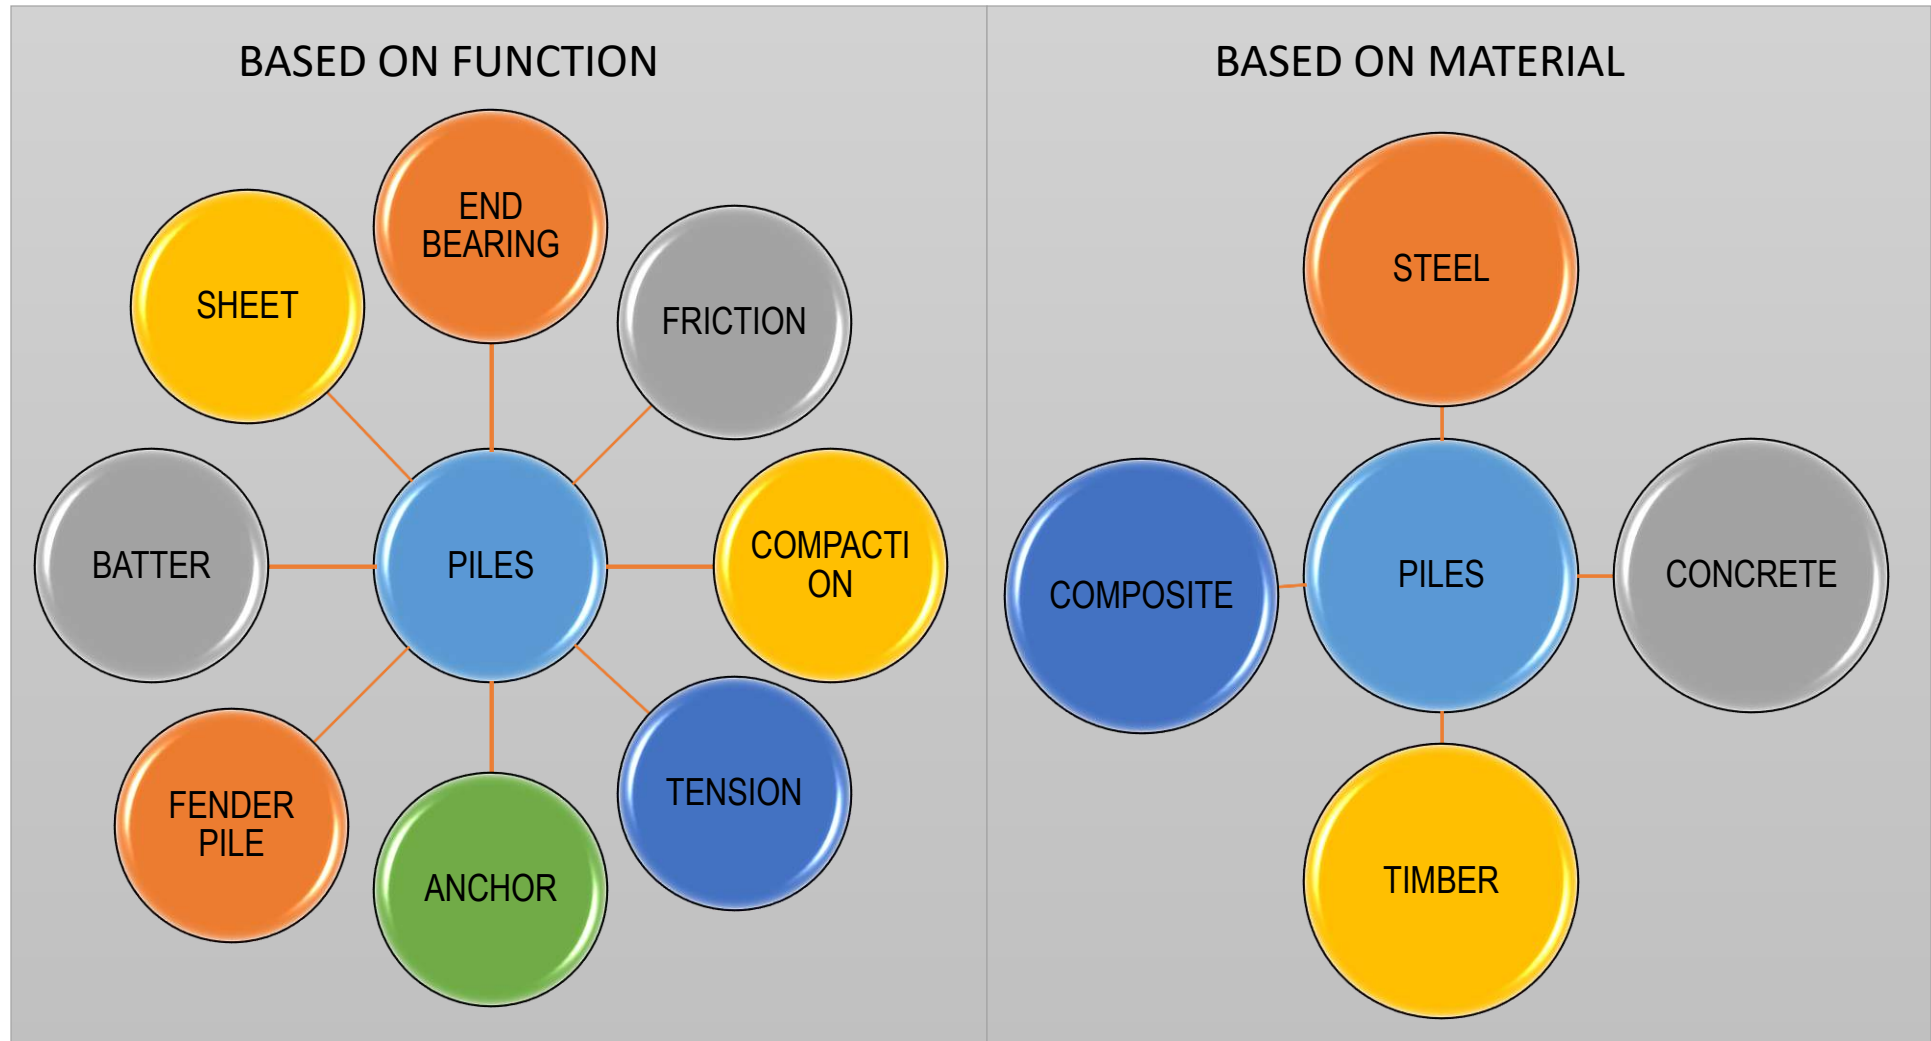 BASED ON FUNCTION
END
BEARING
FRICTION
COMPACTI
ON
TENSION
ANCHOR
FENDER
PILE
BATTER
SHEET
PILES
BASED ON MATERIAL
STEEL
CONCRETE
TIMBER
COMPOSITE
PILES